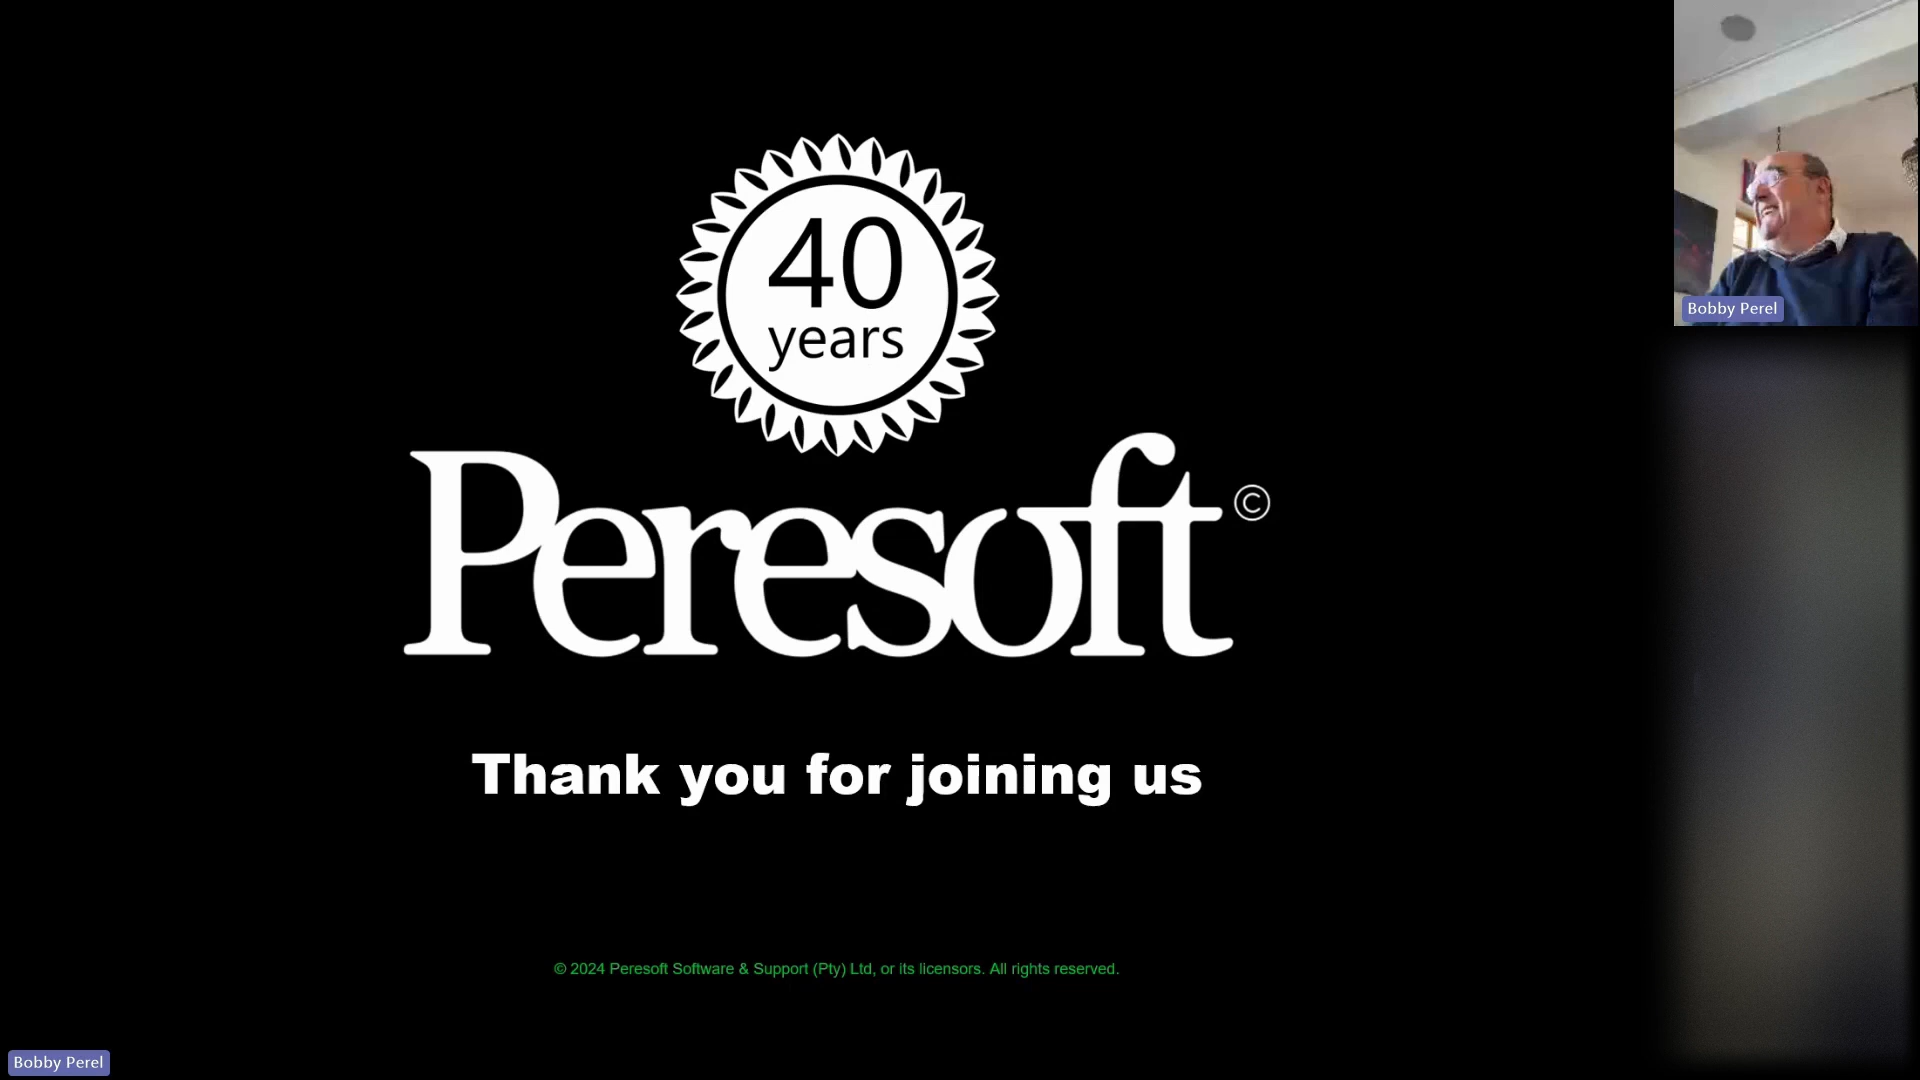 40
years
Peresoft©
Thank you for joining us
© 2024 Peresoft Software & Support (Pty) Ltd, or its licensors. All rights reserved.
Bobby Perel
Bobby Perel